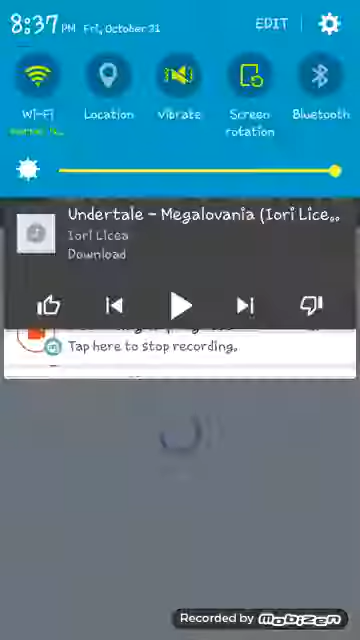 8:37 PM Fri, October 31 EDIT
Wi-Fi Location Vibrate Screen rotation Bluetooth
Undertale - Megalovania (Iori Lice...
Iori Licea
Download
Tap here to stop recording.
Recorded by Mobizen